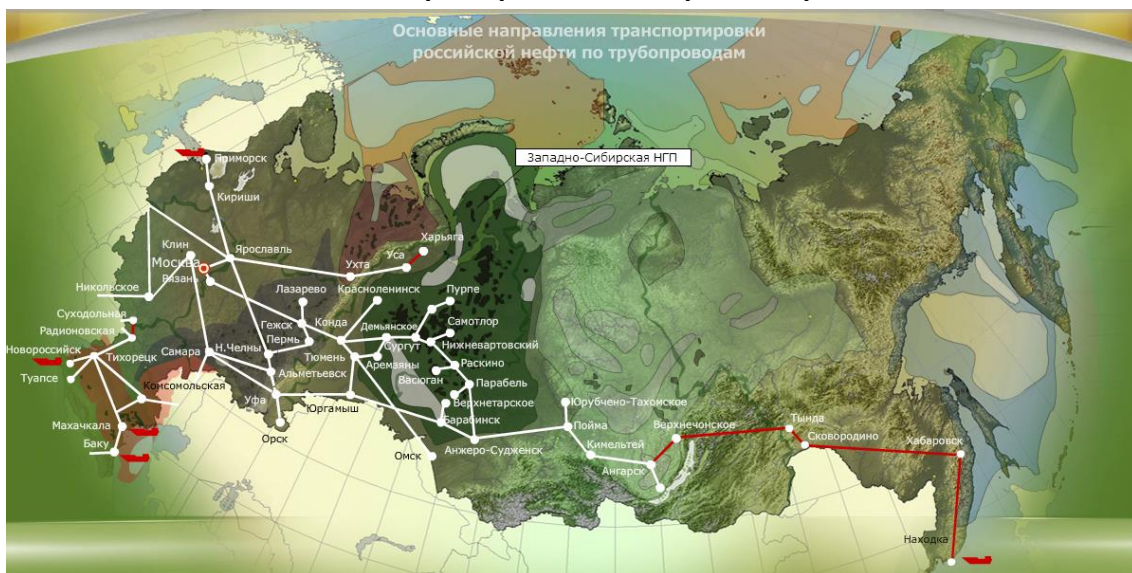 Основные направления транспортировки
российской нефти по трубопроводам
Западно-Сибирская НГП
Приморск
Кириши
Клин
Ярославль
Москва
Рязань
Харьяга
Уса
Ухта
Никольское
Лазарево
Красноленинск
Пурпе
Суходольная
Радионовская
Гежск
Конда
Демьянское
Самотлор
Новороссийск
Тихорецк
Самара
Н.Челны
Пермь
Тюмень
Сургут
Нижневартовский
Туапсе
Альметьевск
Аремзяны
Раскино
Комсомольская
Васюган
Парабель
Уфа
Юргамыш
Верхнетарское
Юрубчено-Тахомское
Махачкала
Барабинск
Пойма
Верхнечонское
Тында
Баку
Орск
Омск
Анжеро-Судженск
Кимельтей
Сковородино
Хабаровск
Ангарск
Находка